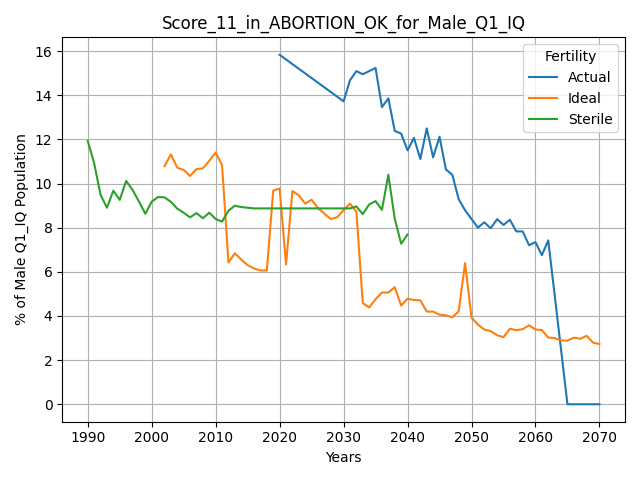 Score_11_in_ABORTION_OK_for_Male_Q1_IQ
Fertility
Actual
Ideal
Sterile
% of Male Q1_IQ Population
16
14
12
10
8
6
4
2
0
1990 2000 2010 2020 2030 2040 2050 2060 2070
Years